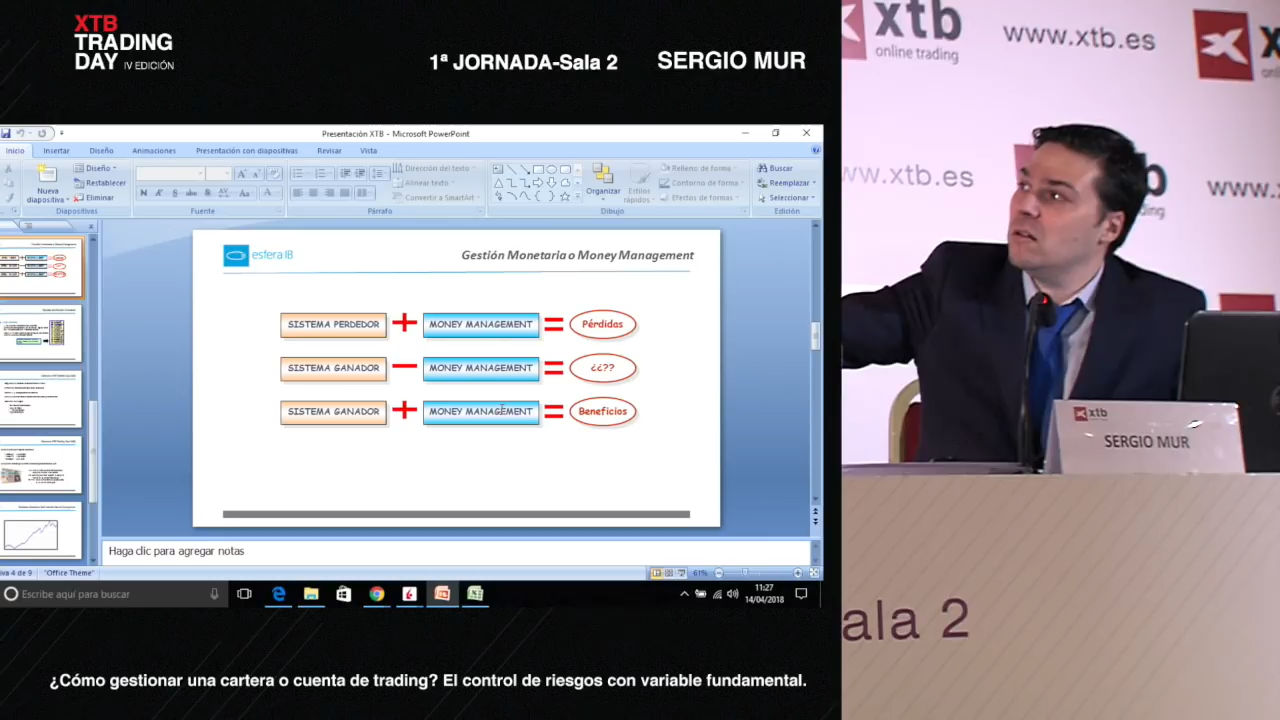 XTB
TRADING
DAY IV EDICIÓN
1ª JORNADA-Sala 2 SERGIO MUR
Presentación XTB - Microsoft PowerPoint
Inicio Insertar Diseño Animaciones Presentación con diapositivas Revisar Vista
Nueva diapositiva
Diseño
Restablecer
Eliminar
Diapositivas
Fuente
Dirección del texto
Alinear texto
Convertir a SmartArt
Párrafo
Organizar
Estilos rápidos
Relleno de forma
Contorno de forma
Efectos de formas
Dibujo
Buscar
Reemplazar
Seleccionar
Edición
esfera IB
Gestión Monetaria o Money Management
SISTEMA PERDEDOR + MONEY MANAGEMENT = Pérdidas
SISTEMA GANADOR − MONEY MANAGEMENT = ¿¿??
SISTEMA GANADOR + MONEY MANAGEMENT = Beneficios
Haga clic para agregar notas
iva 4 de 9 "Office Theme" 61%
Escribe aquí para buscar
11:27
14/04/2018
¿Cómo gestionar una cartera o cuenta de trading? El control de riesgos con variable fundamental.
xtb
online trading
www.xtb.es
ww.xtb.es
www.xt
xtb
SERGIO MUR
ala 2